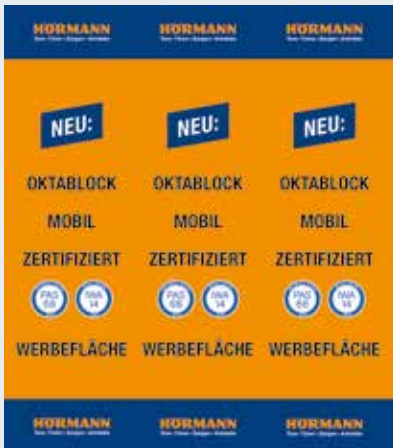 HÖRMANN HÖRMANN HÖRMANN
NEU: NEU: NEU:
OKTABLOCK OKTABLOCK OKTABLOCK
MOBIL MOBIL MOBIL
ZERTIFIZIERT ZERTIFIZIERT ZERTIFIZIERT
PAS 68 IWA 14 PAS 68 IWA 14 PAS 68 IWA 14
WERBEFLÄCHE WERBEFLÄCHE WERBEFLÄCHE
HÖRMANN HÖRMANN HÖRMANN